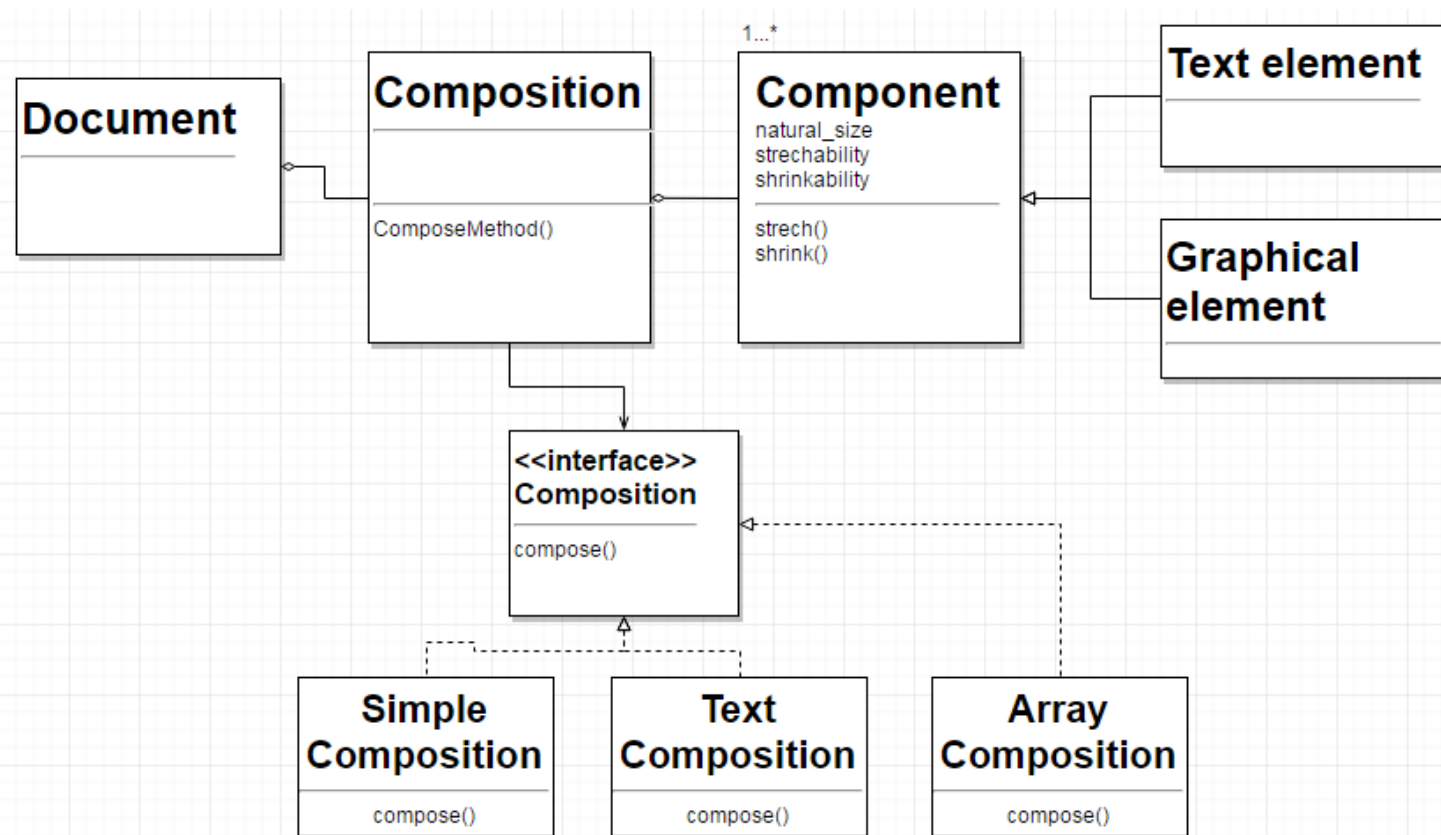 Document
Composition
ComposeMethod()
1...*
Component
natural_size
strechability
shrinkability
strech()
shrink()
Text element
Graphical
element
<<interface>>
Composition
compose()
Simple
Composition
compose()
Text
Composition
compose()
Array
Composition
compose()